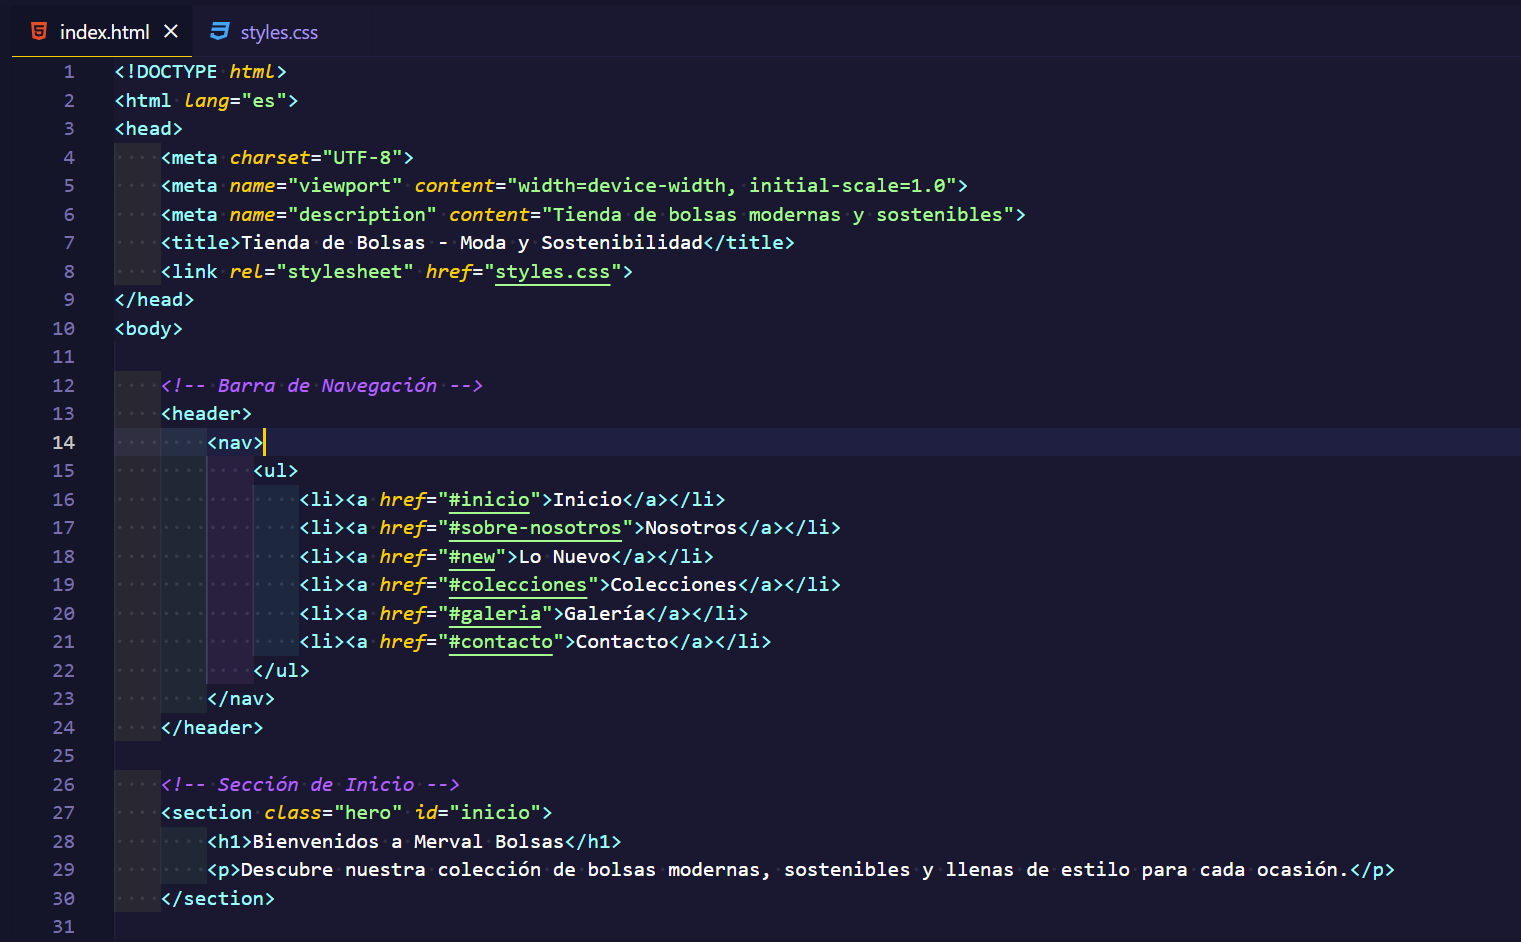 index.html × styles.css
1 <!DOCTYPE html>
2 <html lang="es">
3 <head>
4     <meta charset="UTF-8">
5     <meta name="viewport" content="width=device-width, initial-scale=1.0">
6     <meta name="description" content="Tienda de bolsas modernas y sostenibles">
7     <title>Tienda de Bolsas - Moda y Sostenibilidad</title>
8     <link rel="stylesheet" href="styles.css">
9 </head>
10 <body>
11
12     <!-- Barra de Navegación -->
13     <header>
14         <nav>
15             <ul>
16                 <li><a href="#inicio">Inicio</a></li>
17                 <li><a href="#sobre-nosotros">Nosotros</a></li>
18                 <li><a href="#new">Lo Nuevo</a></li>
19                 <li><a href="#colecciones">Colecciones</a></li>
20                 <li><a href="#galeria">Galería</a></li>
21                 <li><a href="#contacto">Contacto</a></li>
22             </ul>
23         </nav>
24     </header>
25
26     <!-- Sección de Inicio -->
27     <section class="hero" id="inicio">
28         <h1>Bienvenidos a Merval Bolsas</h1>
29         <p>Descubre nuestra colección de bolsas modernas, sostenibles y llenas de estilo para cada ocasión.</p>
30     </section>
31